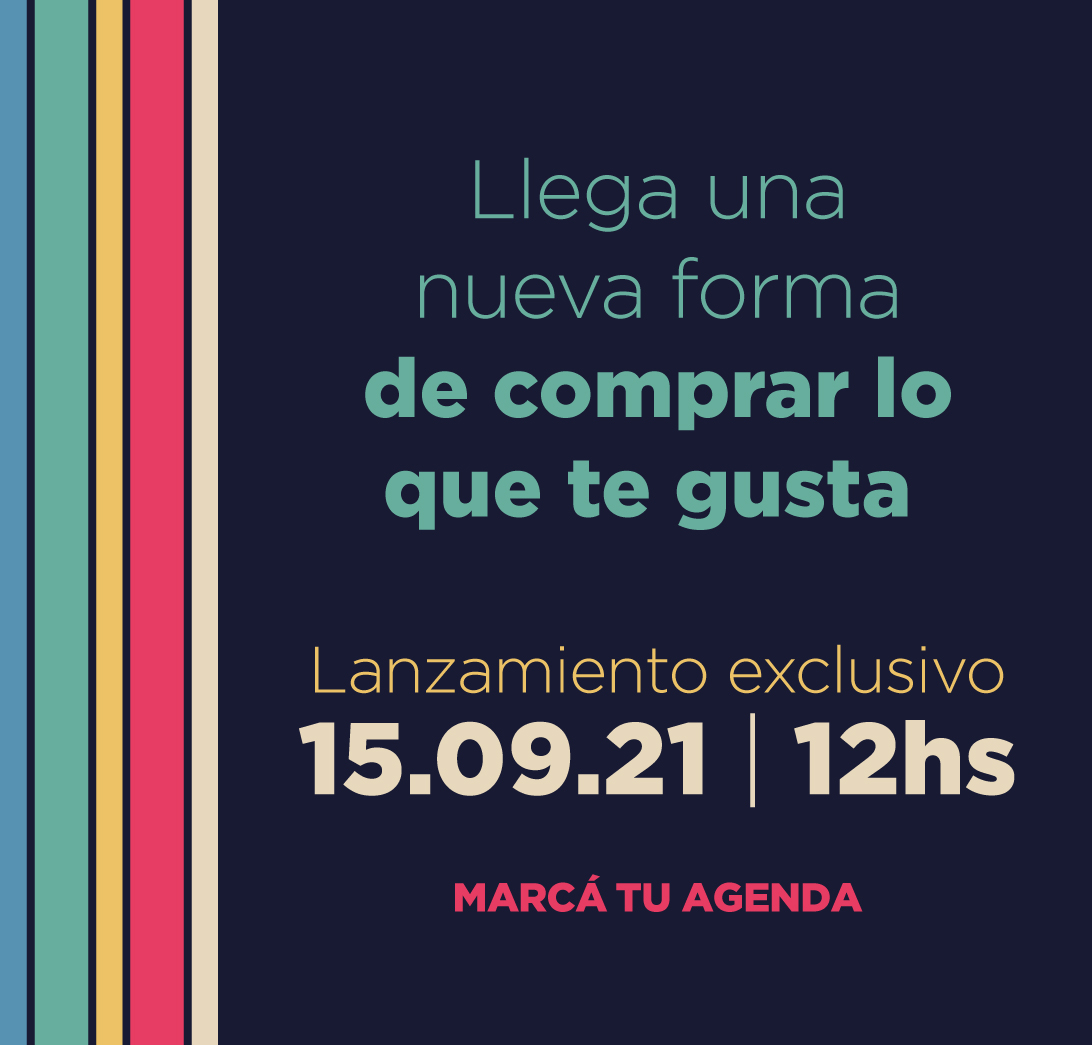 Llega una
nueva forma
de comprar lo
que te gusta
Lanzamiento exclusivo
15.09.21 | 12hs
MARCÁ TU AGENDA